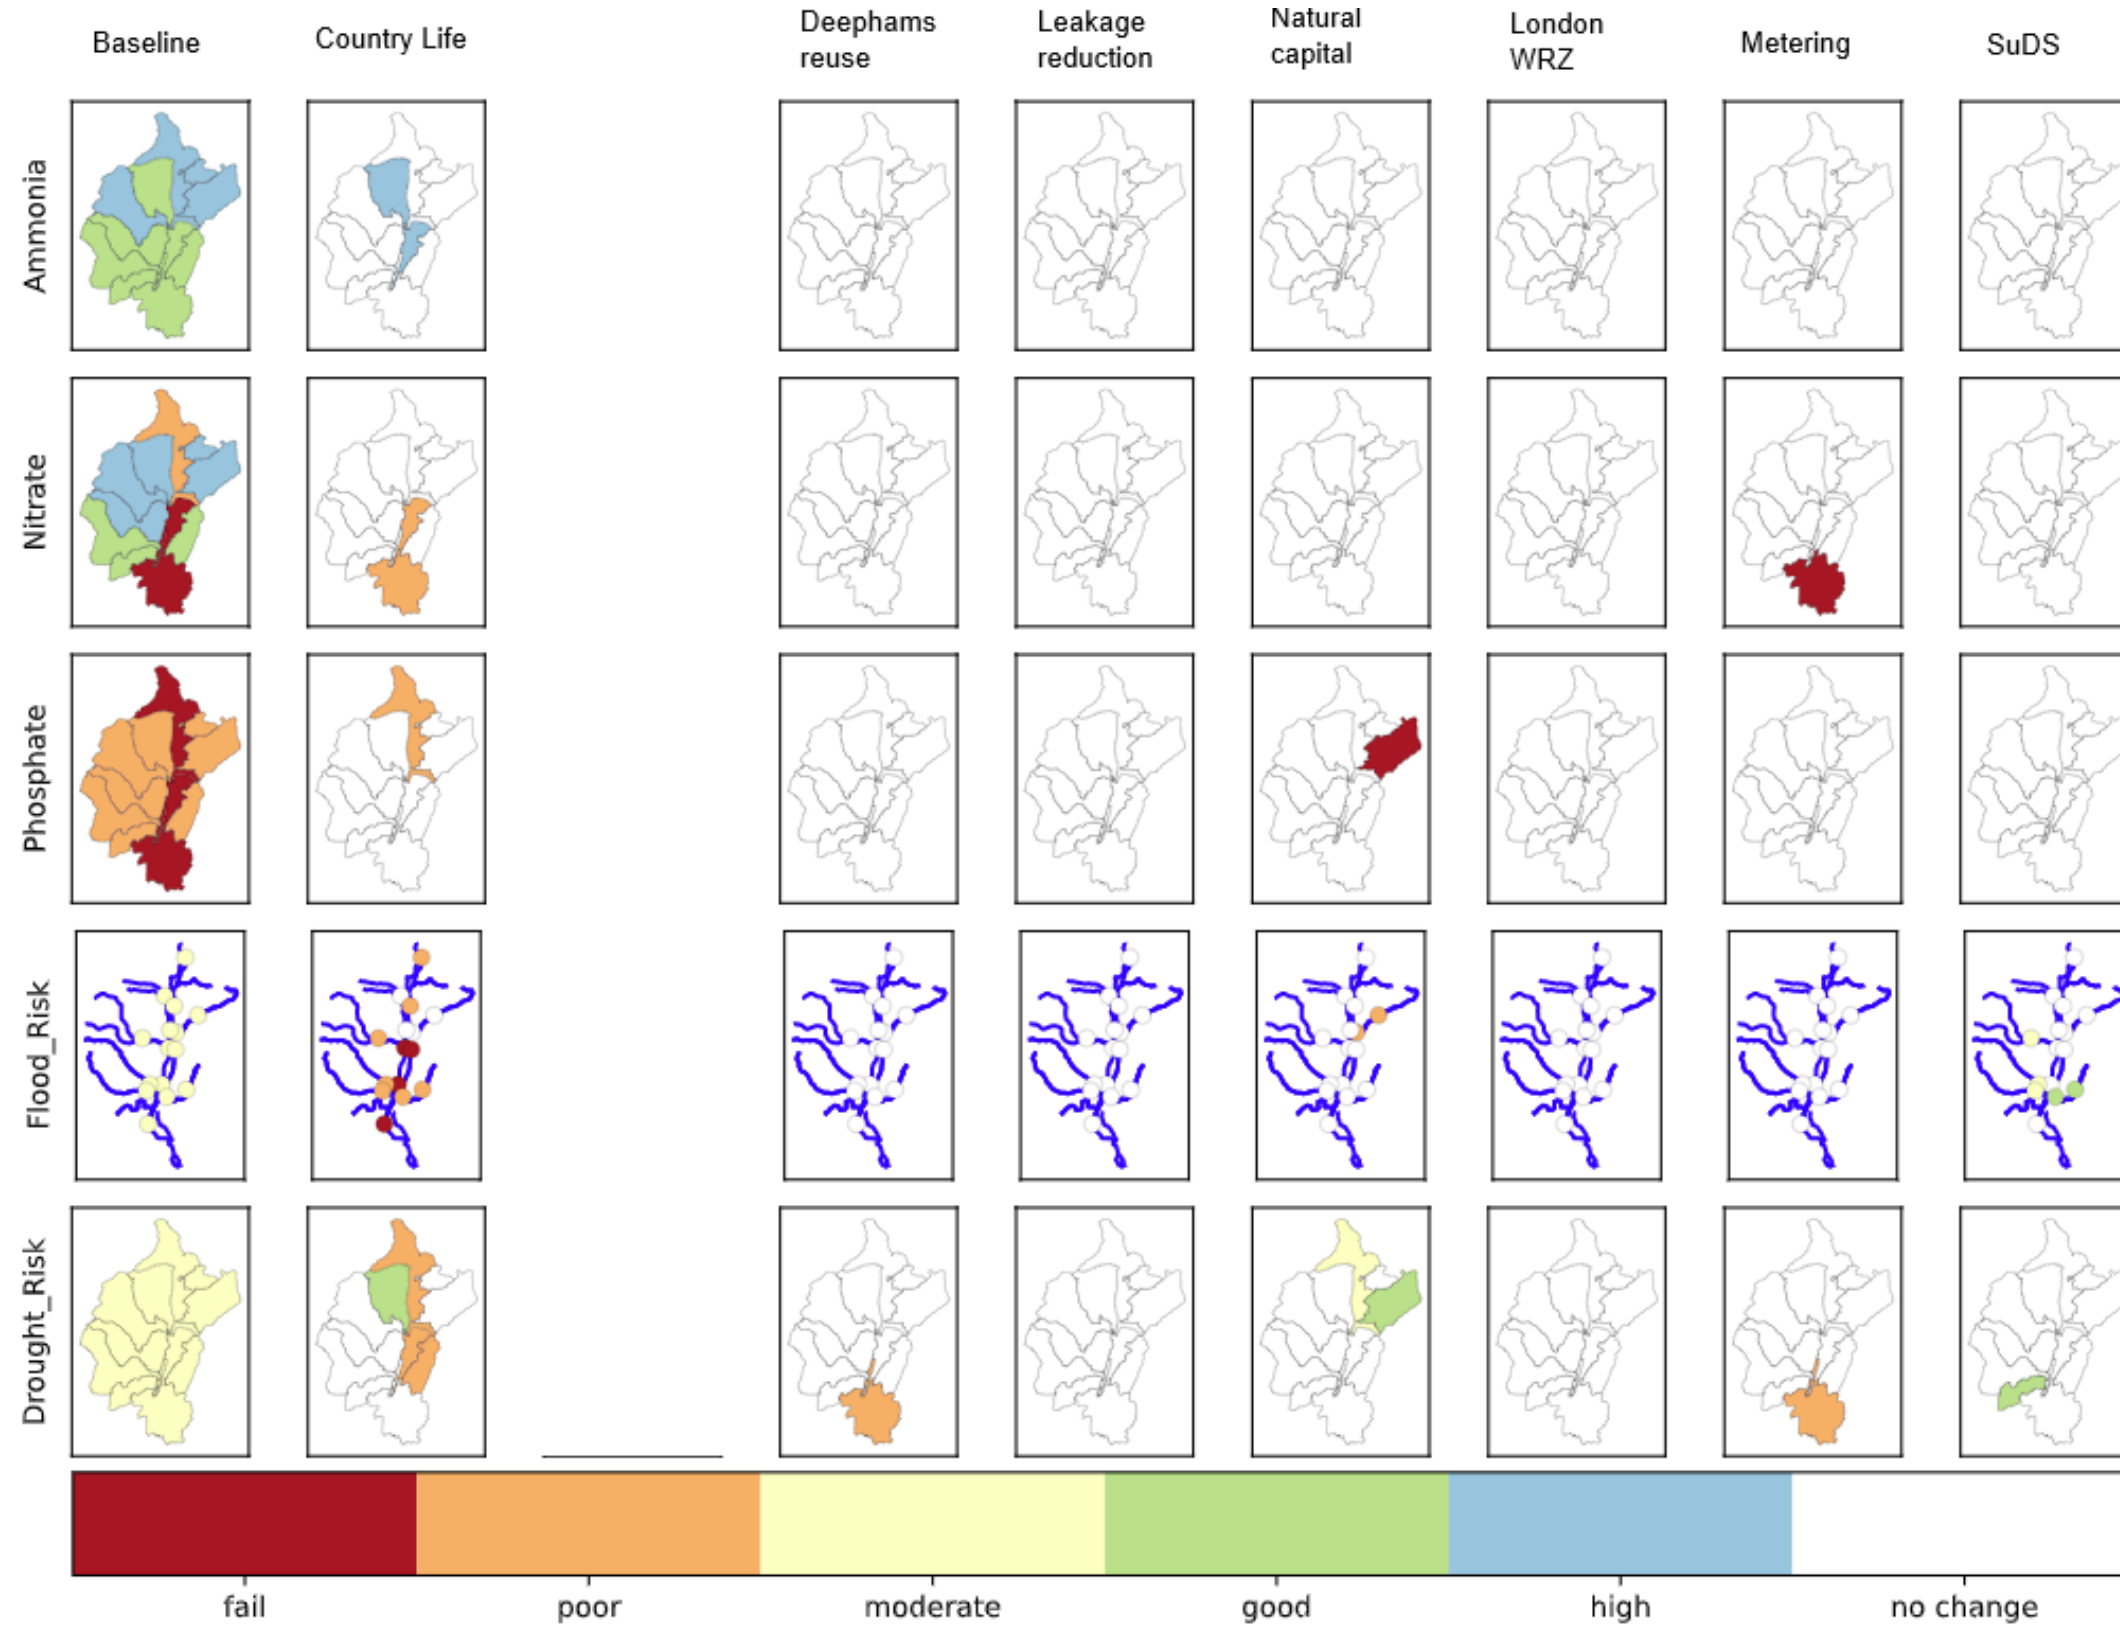 Baseline
Country Life
Deephams
reuse
Leakage
reduction
Natural
capital
London
WRZ
Metering
SuDS
Ammonia
Nitrate
Phosphate
Flood_Risk
Drought_Risk
fail
poor
moderate
good
high
no change